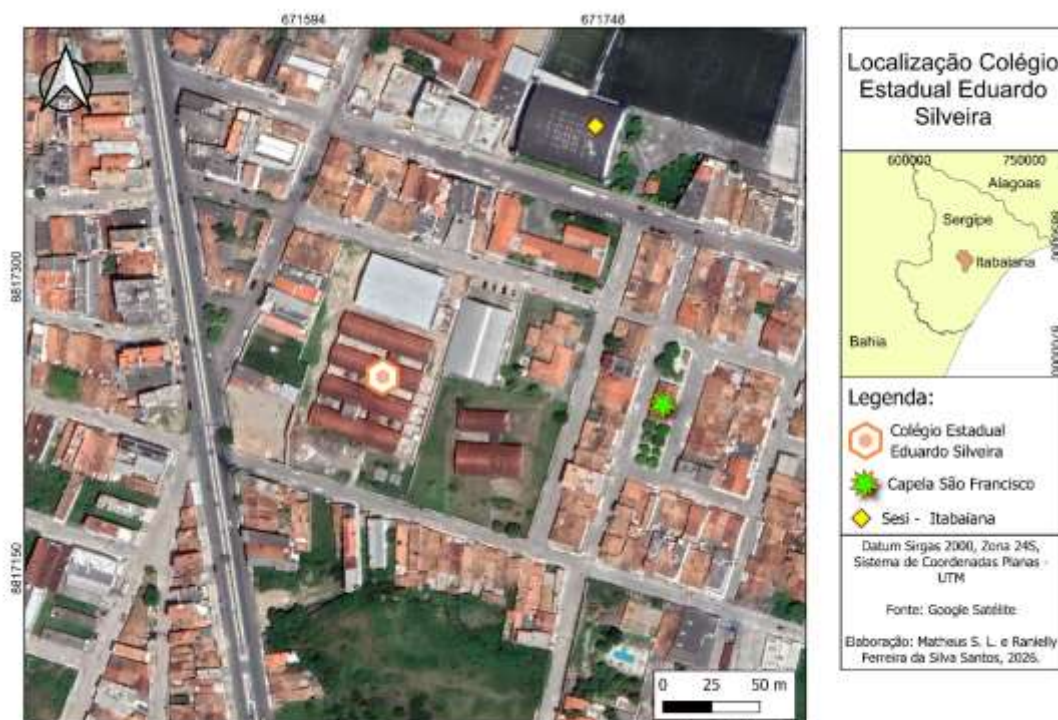 671594
671748
8817300
8817150
0 25 50 m
Localização Colégio
Estadual Eduardo
Silveira
600000 750000
Alagoas
Sergipe
Itabaiana
Bahia
Legenda:
Colégio Estadual
Eduardo Silveira
Capela São Francisco
Sesi - Itabaiana
Datum Sirgas 2000, Zona 24S,
Sistema de Coordenadas Planas -
UTM
Fonte: Google Satélite
Elaboração: Matheus S. L. e Ranielly
Ferreira da Silva Santos, 2026.